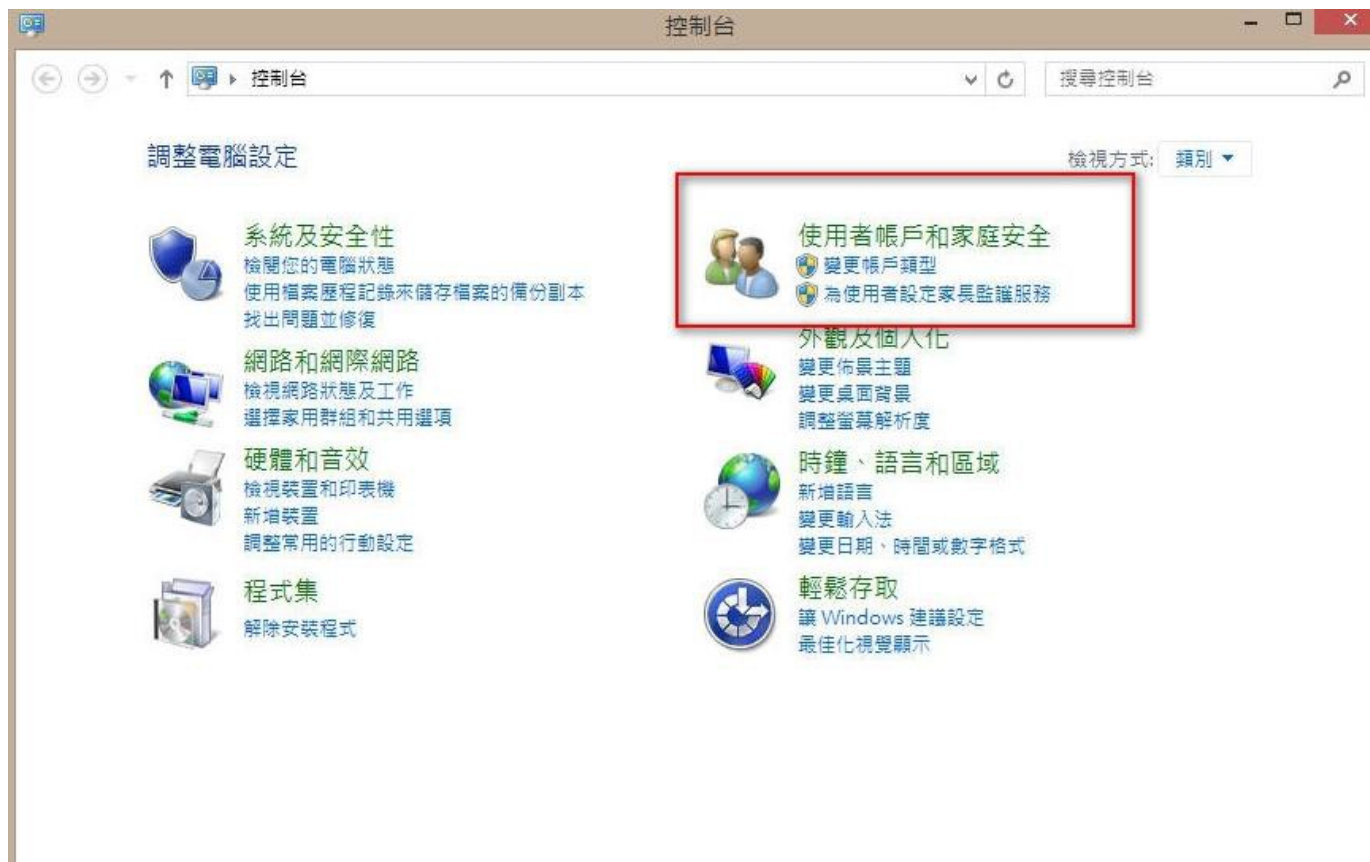 控制台
控制台
搜尋控制台
調整電腦設定
檢視方式: 類別
系統及安全性
檢閱您的電腦狀態
使用檔案歷程記錄來儲存檔案的備份副本
找出問題並修復
網路和網際網路
檢視網路狀態及工作
選擇家用群組和共用選項
硬體和音效
檢視裝置和印表機
新增裝置
調整常用的行動設定
程式集
解除安裝程式
使用者帳戶和家庭安全
變更帳戶類型
為使用者設定家長監護服務
外觀及個人化
變更佈景主題
變更桌面背景
調整螢幕解析度
時鐘、語言和區域
新增語言
變更輸入法
變更日期、時間或數字格式
輕鬆存取
讓 Windows 建議設定
最佳化視覺顯示